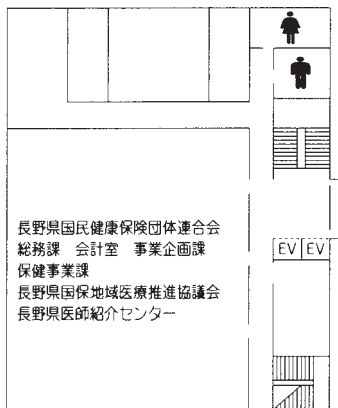 長野県国民健康保険団体連合会
総務課 会計室 事業企画課
保健事業課
長野県国保地域医療推進協議会
長野県医師紹介センター
EV EV